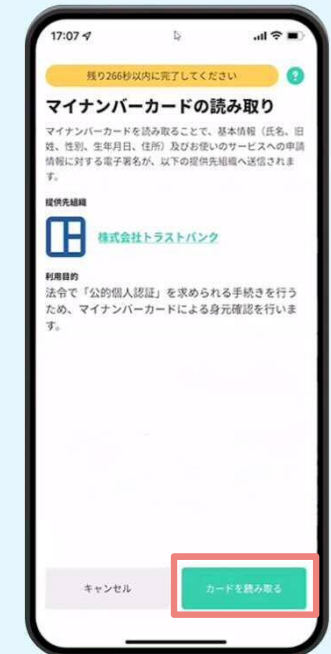 17:07
残り266秒以内に完了してください
?
マイナンバーカードの読み取り
マイナンバーカードを読み取ることで、基本情報（氏名、旧
姓、性別、生年月日、住所）及びお使いのサービスへの申請
情報に対する電子署名が、以下の提供先組織へ送信されま
す。
提供先組織
株式会社トラストバンク
利用目的
法令で「公的個人認証」を求められる手続きを行う
ため、マイナンバーカードによる身元確認を行いま
す。
キャンセル
カードを読み取る